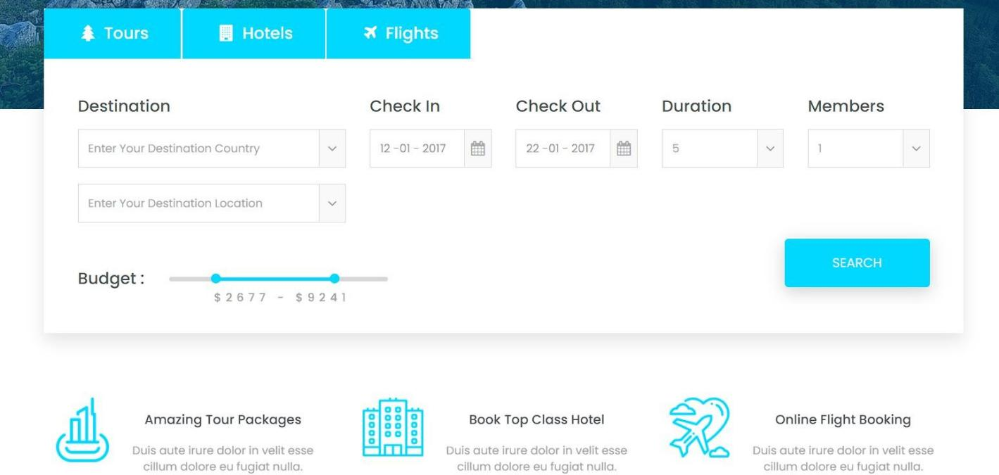 Tours
Hotels
Flights
Destination
Check In
Check Out
Duration
Members
Enter Your Destination Country
12 -01 - 2017
22 -01 - 2017
5
1
Enter Your Destination Location
SEARCH
Budget :
$2677 - $9241
Amazing Tour Packages
Duis aute irure dolor in velit esse
cillum dolore eu fugiat nulla.
Book Top Class Hotel
Duis aute irure dolor in velit esse
cillum dolore eu fugiat nulla.
Online Flight Booking
Duis aute irure dolor in velit esse
cillum dolore eu fugiat nulla.